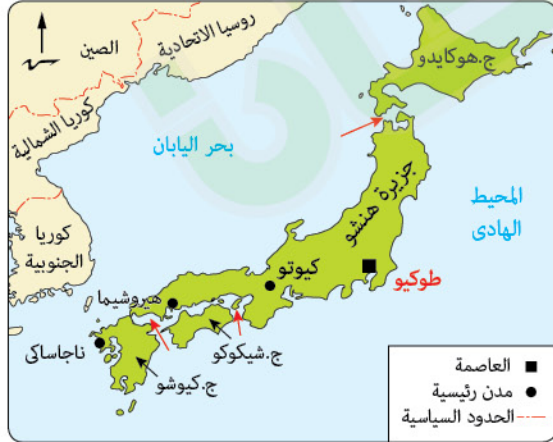 روسيا الاتحادية
الصين
ج.هوكايدو
كوريا الشمالية
بحر اليابان
جزيرة هنشو
المحيط
الهادى
كوريا
الجنوبية
كيوتو
طوكيو
هيروشيما
ناجاساكى
ج.شيكوكو
ج.كيوشو
العاصمة
مدن رئيسية
الحدود السياسية